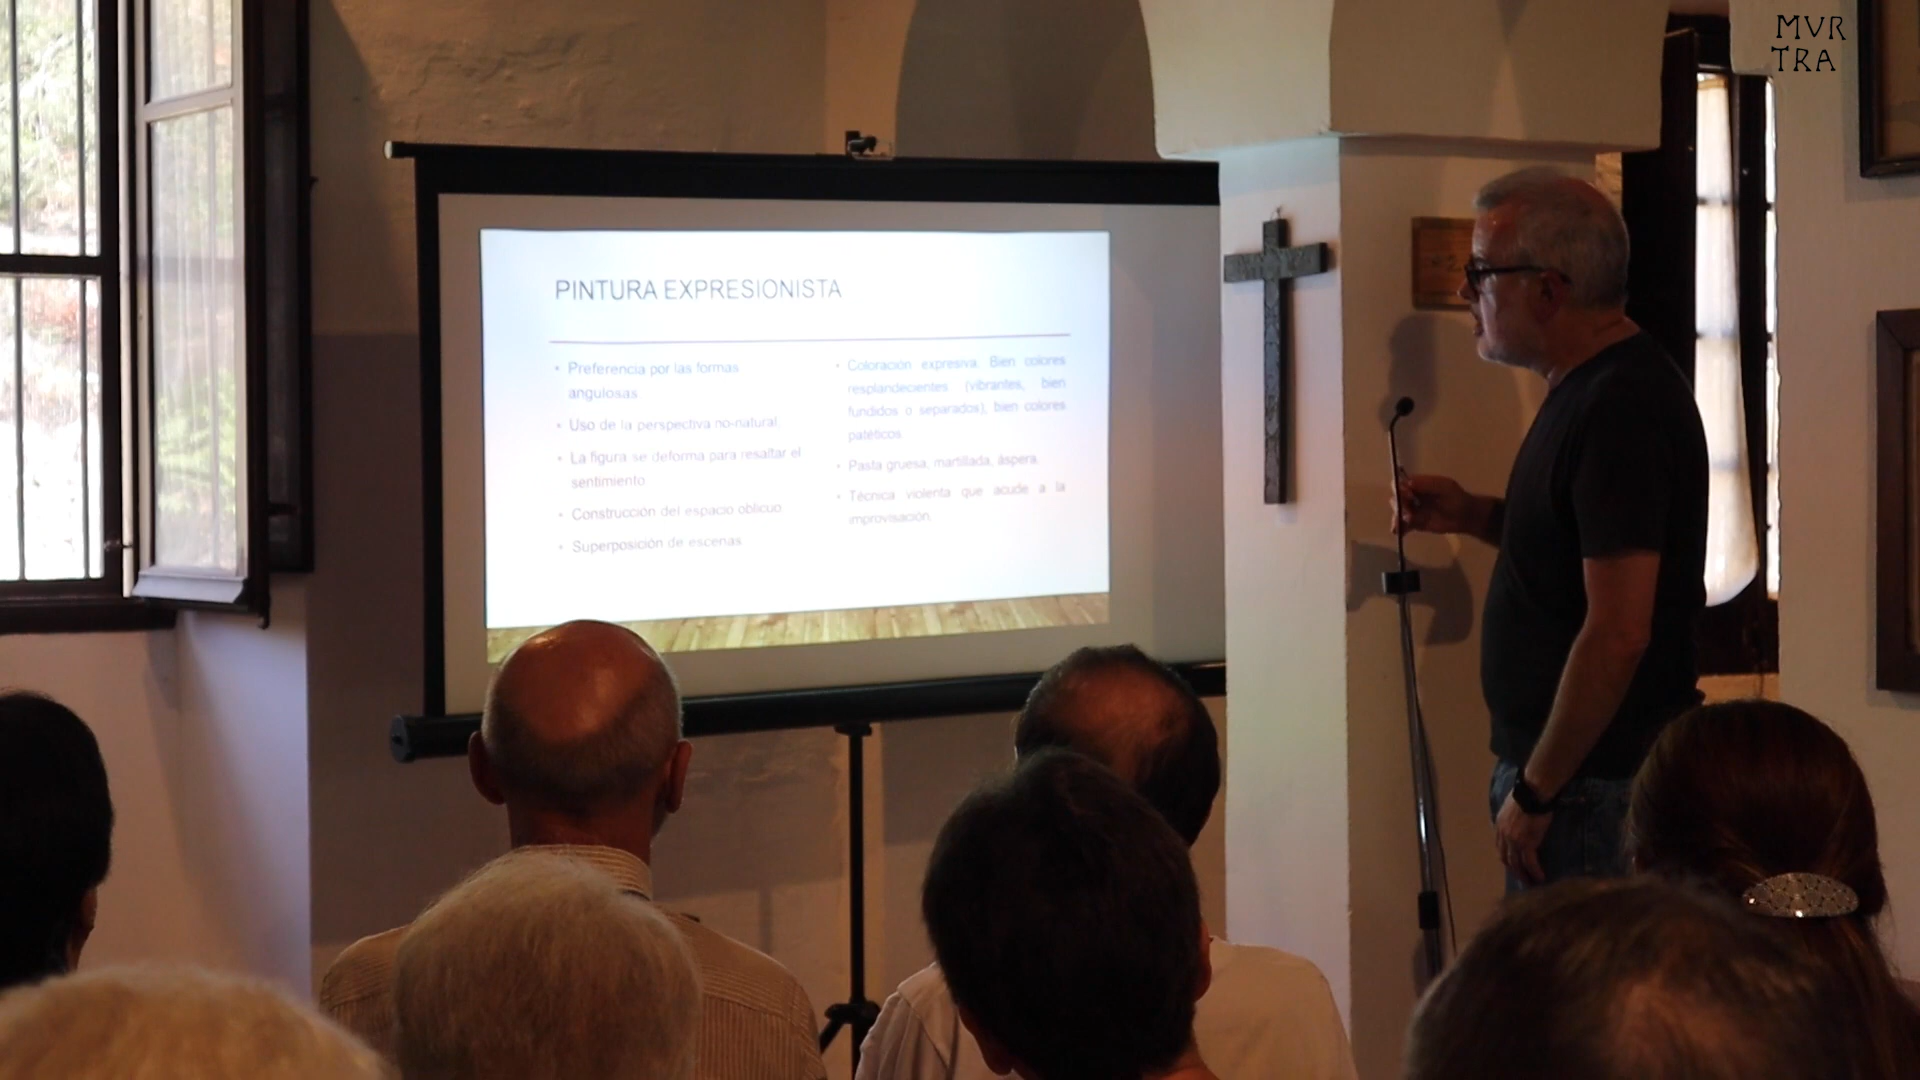 MVR
TRA
PINTURA EXPRESIONISTA
• Preferencia por las formas
angulosas
• Uso de la perspectiva no-natural.
• La figura se deforma para resaltar el
sentimiento
• Construcción del espacio oblicuo
• Superposición de escenas
• Coloración expresiva. Bien colores
resplandecientes (vibrantes, bien
fundidos o separados), bien colores
patéticos.
• Pasta gruesa, martillada, áspera.
• Técnica violenta que acude a la
improvisación.